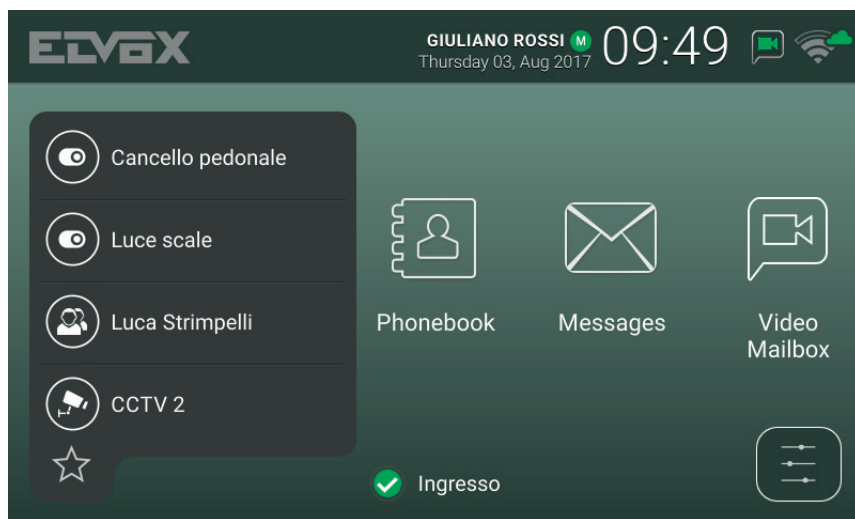 ELVOX
GIULIANO ROSSI M
Thursday 03, Aug 2017
09:49
Cancello pedonale
Luce scale
Luca Strimpelli
CCTV 2
Phonebook
Messages
Video
Mailbox
Ingresso